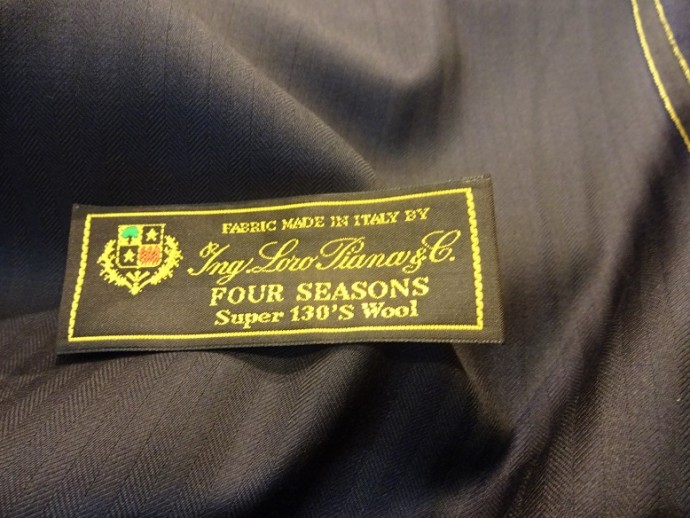 FABRIC MADE IN ITALY BY
Ing. Loro Piana & C.
FOUR SEASONS
Super 130'S Wool